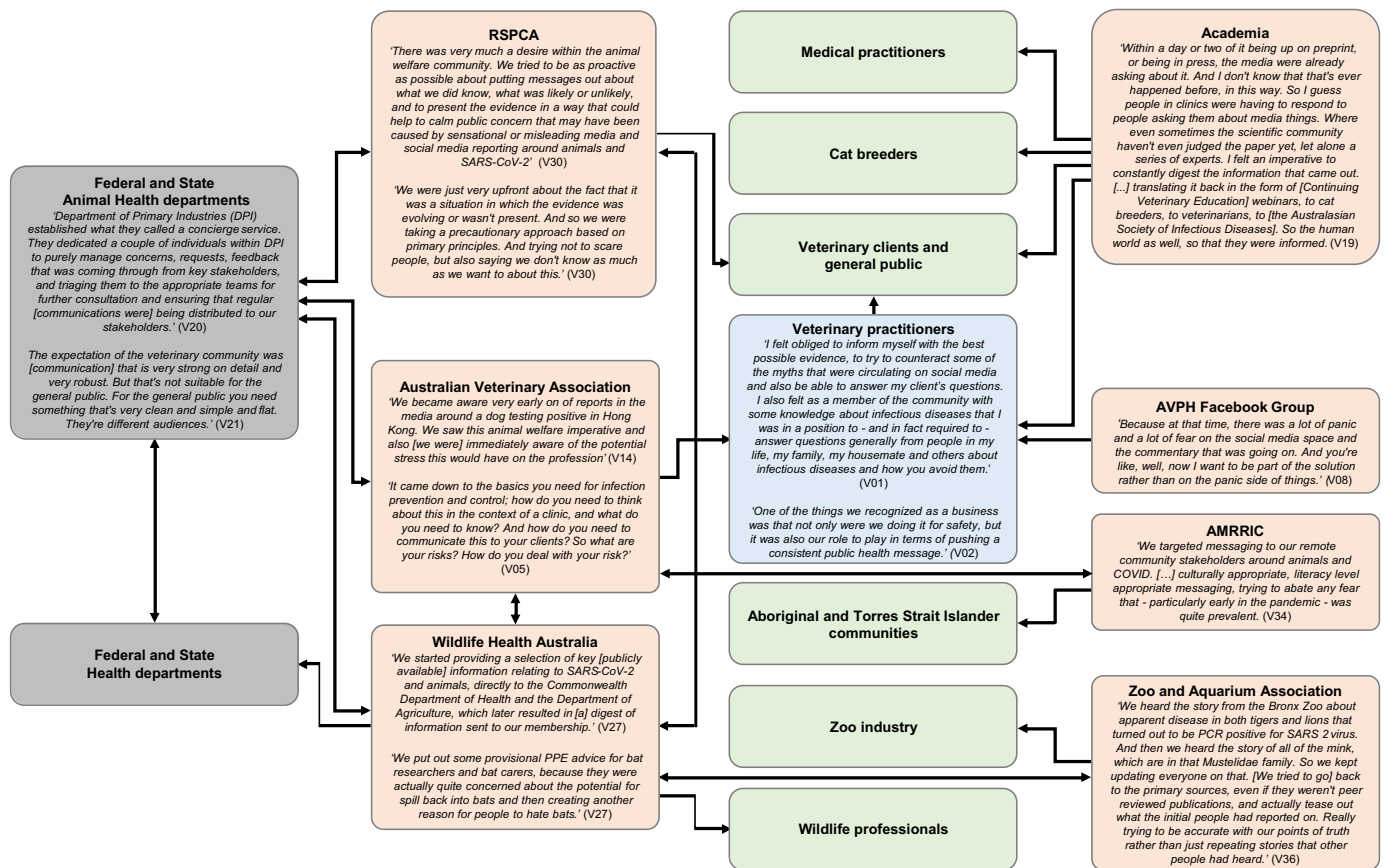 Federal and State
Animal Health departments
‘Department of Primary Industries (DPI)
established what they called a concierge service.
They dedicated a couple of individuals within DPI
to purely manage concerns, requests, feedback
that was coming through from key stakeholders,
and triaging them to the appropriate teams for
further consultation and ensuring that regular
[communications were] being distributed to our
stakeholders.’ (V20)
The expectation of the veterinary community was
[communication] that is very strong on detail and
very robust. But that's not suitable for the
general public. For the general public you need
something that's very clean and simple and flat.
They're different audiences.’ (V21)
Federal and State
Health departments
RSPCA
‘There was very much a desire within the animal
welfare community. We tried to be as proactive
as possible about putting messages out about
what we did know, what was likely or unlikely,
and to present the evidence in a way that could
help to calm public concern that may have been
caused by sensational or misleading media and
social media reporting around animals and
SARS-CoV-2’ (V30)
‘We were just very upfront about the fact that it
was a situation in which the evidence was
evolving or wasn't present. And so we were
taking a precautionary approach based on
primary principles. And trying not to scare
people, but also saying we don't know as much
as we want to about this.’ (V30)
Australian Veterinary Association
‘We became aware very early on of reports in the
media around a dog testing positive in Hong
Kong. We saw this animal welfare imperative and
also [we were] immediately aware of the potential
stress this would have on the profession’ (V14)
‘It came down to the basics you need for infection
prevention and control; how do you need to think
about this in the context of a clinic, and what do
you need to know? And how do you need to
communicate this to your clients? So what are
your risks? How do you deal with your risk?’
(V05)
Wildlife Health Australia
‘We started providing a selection of key [publicly
available] information relating to SARS-CoV-2
and animals, directly to the Commonwealth
Department of Health and the Department of
Agriculture, which later resulted in [a] digest of
information sent to our membership.’ (V27)
‘We put out some provisional PPE advice for bat
researchers and bat carers, because they were
actually quite concerned about the potential for
spill back into bats and then creating another
reason for people to hate bats.’ (V27)
Medical practitioners
Cat breeders
Veterinary clients and
general public
Veterinary practitioners
‘I felt obliged to inform myself with the best
possible evidence, to try to counteract some of
the myths that were circulating on social media
and also be able to answer my client's questions.
I also felt as a member of the community with
some knowledge about infectious diseases that I
was in a position to - and in fact required to -
answer questions generally from people in my
life, my family, my housemate and others about
infectious diseases and how you avoid them.’
(V01)
‘One of the things we recognized as a business
was that not only were we doing it for safety, but
it was also our role to play in terms of pushing a
consistent public health message.’ (V02)
Aboriginal and Torres Strait Islander
communities
Zoo industry
Wildlife professionals
Academia
‘Within a day or two of it being up on preprint,
or being in press, the media were already
asking about it. And I don't know that that's ever
happened before, in this way. So I guess
people in clinics were having to respond to
people asking them about media things. Where
even sometimes the scientific community
haven't even judged the paper yet, let alone a
series of experts. I felt an imperative to
constantly digest the information that came out.
[...] translating it back in the form of [Continuing
Veterinary Education] webinars, to cat
breeders, to veterinarians, to [the Australasian
Society of Infectious Diseases]. So the human
world as well, so that they were informed. (V19)
AVPH Facebook Group
‘Because at that time, there was a lot of panic
and a lot of fear on the social media space and
the commentary that was going on. And you're
like, well, now I want to be part of the solution
rather than on the panic side of things.’ (V08)
AMRRIC
‘We targeted messaging to our remote
community stakeholders around animals and
COVID. […] culturally appropriate, literacy level
appropriate messaging, trying to abate any fear
that - particularly early in the pandemic - was
quite prevalent. (V34)
Zoo and Aquarium Association
‘We heard the story from the Bronx Zoo about
apparent disease in both tigers and lions that
turned out to be PCR positive for SARS 2 virus.
And then we heard the story of all of the mink,
which are in that Mustelidae family. So we kept
updating everyone on that. [We tried to go] back
to the primary sources, even if they weren't peer
reviewed publications, and actually tease out
what the initial people had reported on. Really
trying to be accurate with our points of truth
rather than just repeating stories that other
people had heard.’ (V36)